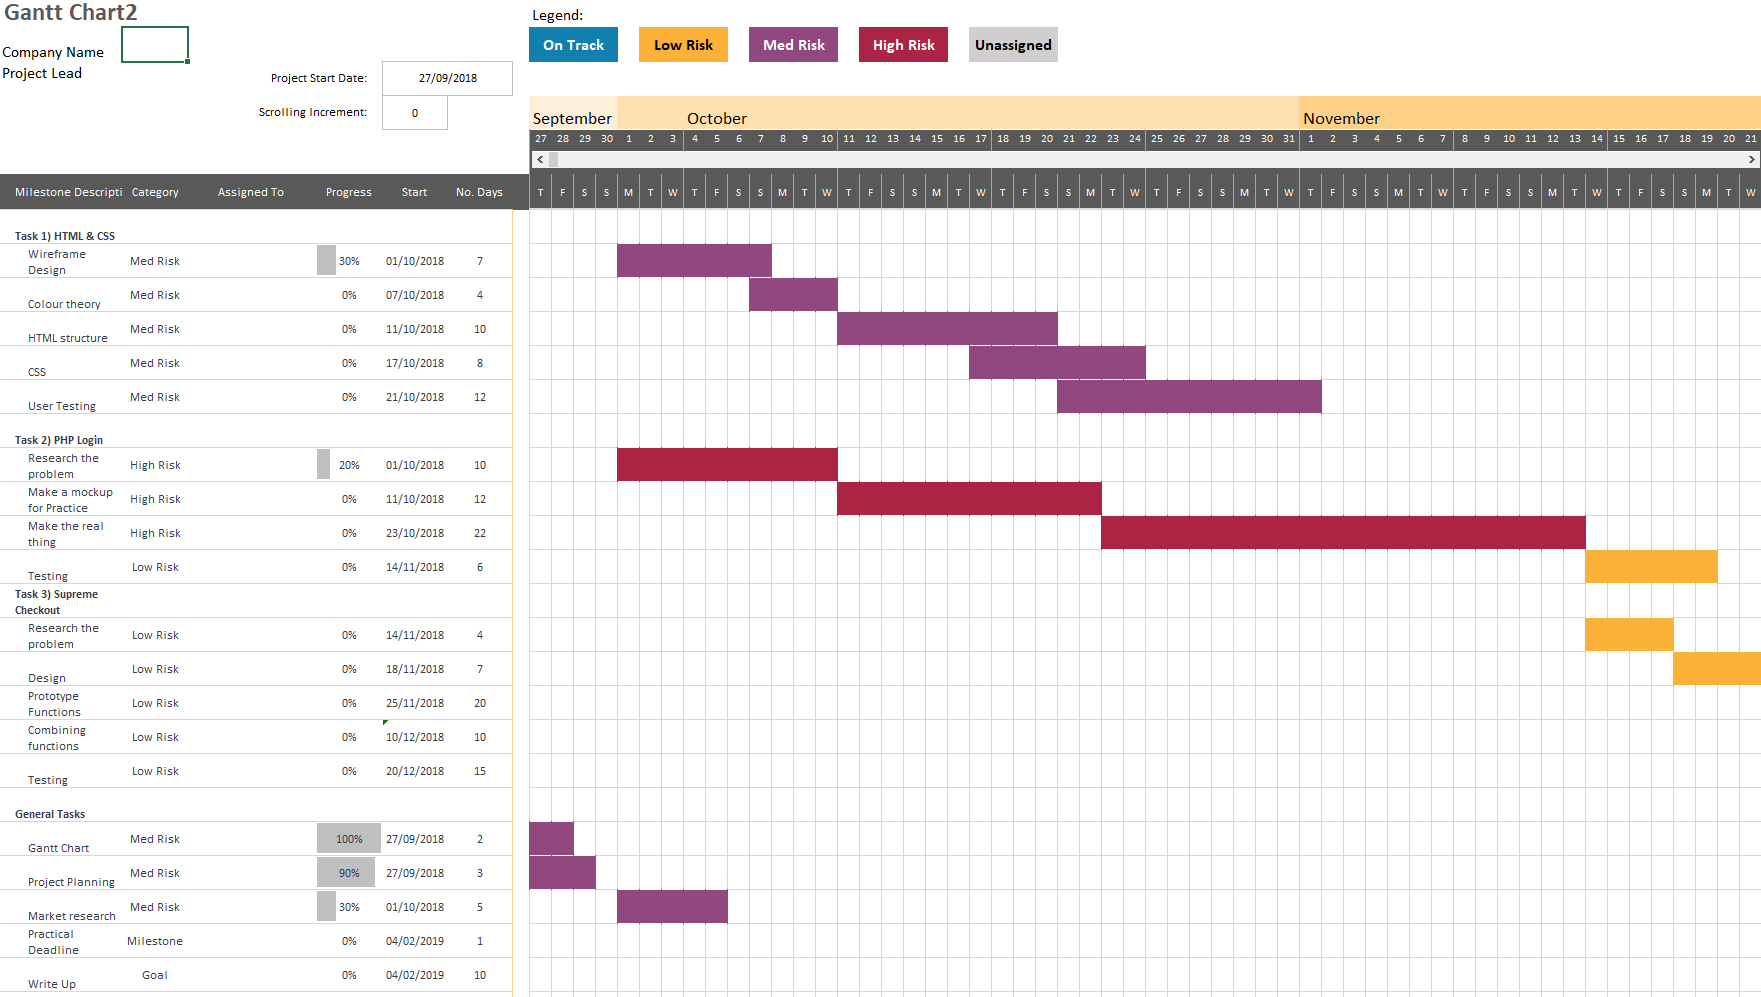 Gantt Chart2
Legend:
On Track Low Risk Med Risk High Risk Unassigned
Company Name
Project Lead
Project Start Date: 27/09/2018
Scrolling Increment: 0
September October November
27 28 29 30 1 2 3 4 5 6 7 8 9 10 11 12 13 14 15 16 17 18 19 20 21 22 23 24 25 26 27 28 29 30 31 1 2 3 4 5 6 7 8 9 10 11 12 13 14 15 16 17 18 19 20 21
Milestone Descripti Category Assigned To Progress Start No. Days T F S S M T W T F S S M T W T F S S M T W T F S S M T W T F S S M T W T F S S M T W T F S S M T W T F S S M T W
Task 1) HTML & CSS
Wireframe
Design Med Risk 30% 01/10/2018 7
Colour theory Med Risk 0% 07/10/2018 4
HTML structure Med Risk 0% 11/10/2018 10
CSS Med Risk 0% 17/10/2018 8
User Testing Med Risk 0% 21/10/2018 12
Task 2) PHP Login
Research the
problem High Risk 20% 01/10/2018 10
Make a mockup
for Practice High Risk 0% 11/10/2018 12
Make the real
thing High Risk 0% 23/10/2018 22
Testing Low Risk 0% 14/11/2018 6
Task 3) Supreme
Checkout
Research the
problem Low Risk 0% 14/11/2018 4
Design Low Risk 0% 18/11/2018 7
Prototype
Functions Low Risk 0% 25/11/2018 20
Combining
functions Low Risk 0% 10/12/2018 10
Testing Low Risk 0% 20/12/2018 15
General Tasks
Gantt Chart Med Risk 100% 27/09/2018 2
Project Planning Med Risk 90% 27/09/2018 3
Market research Med Risk 30% 01/10/2018 5
Practical
Deadline Milestone 0% 04/02/2019 1
Write Up Goal 0% 04/02/2019 10